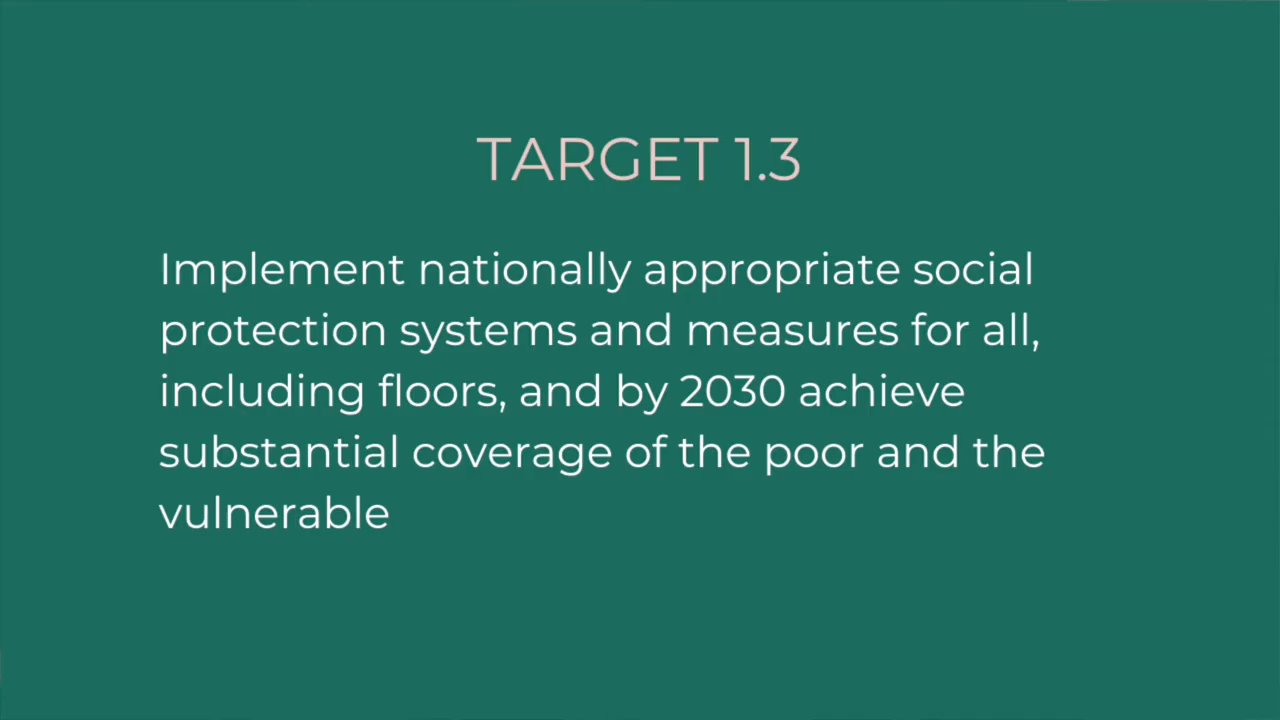 TARGET 1.3
Implement nationally appropriate social
protection systems and measures for all,
including floors, and by 2030 achieve
substantial coverage of the poor and the
vulnerable